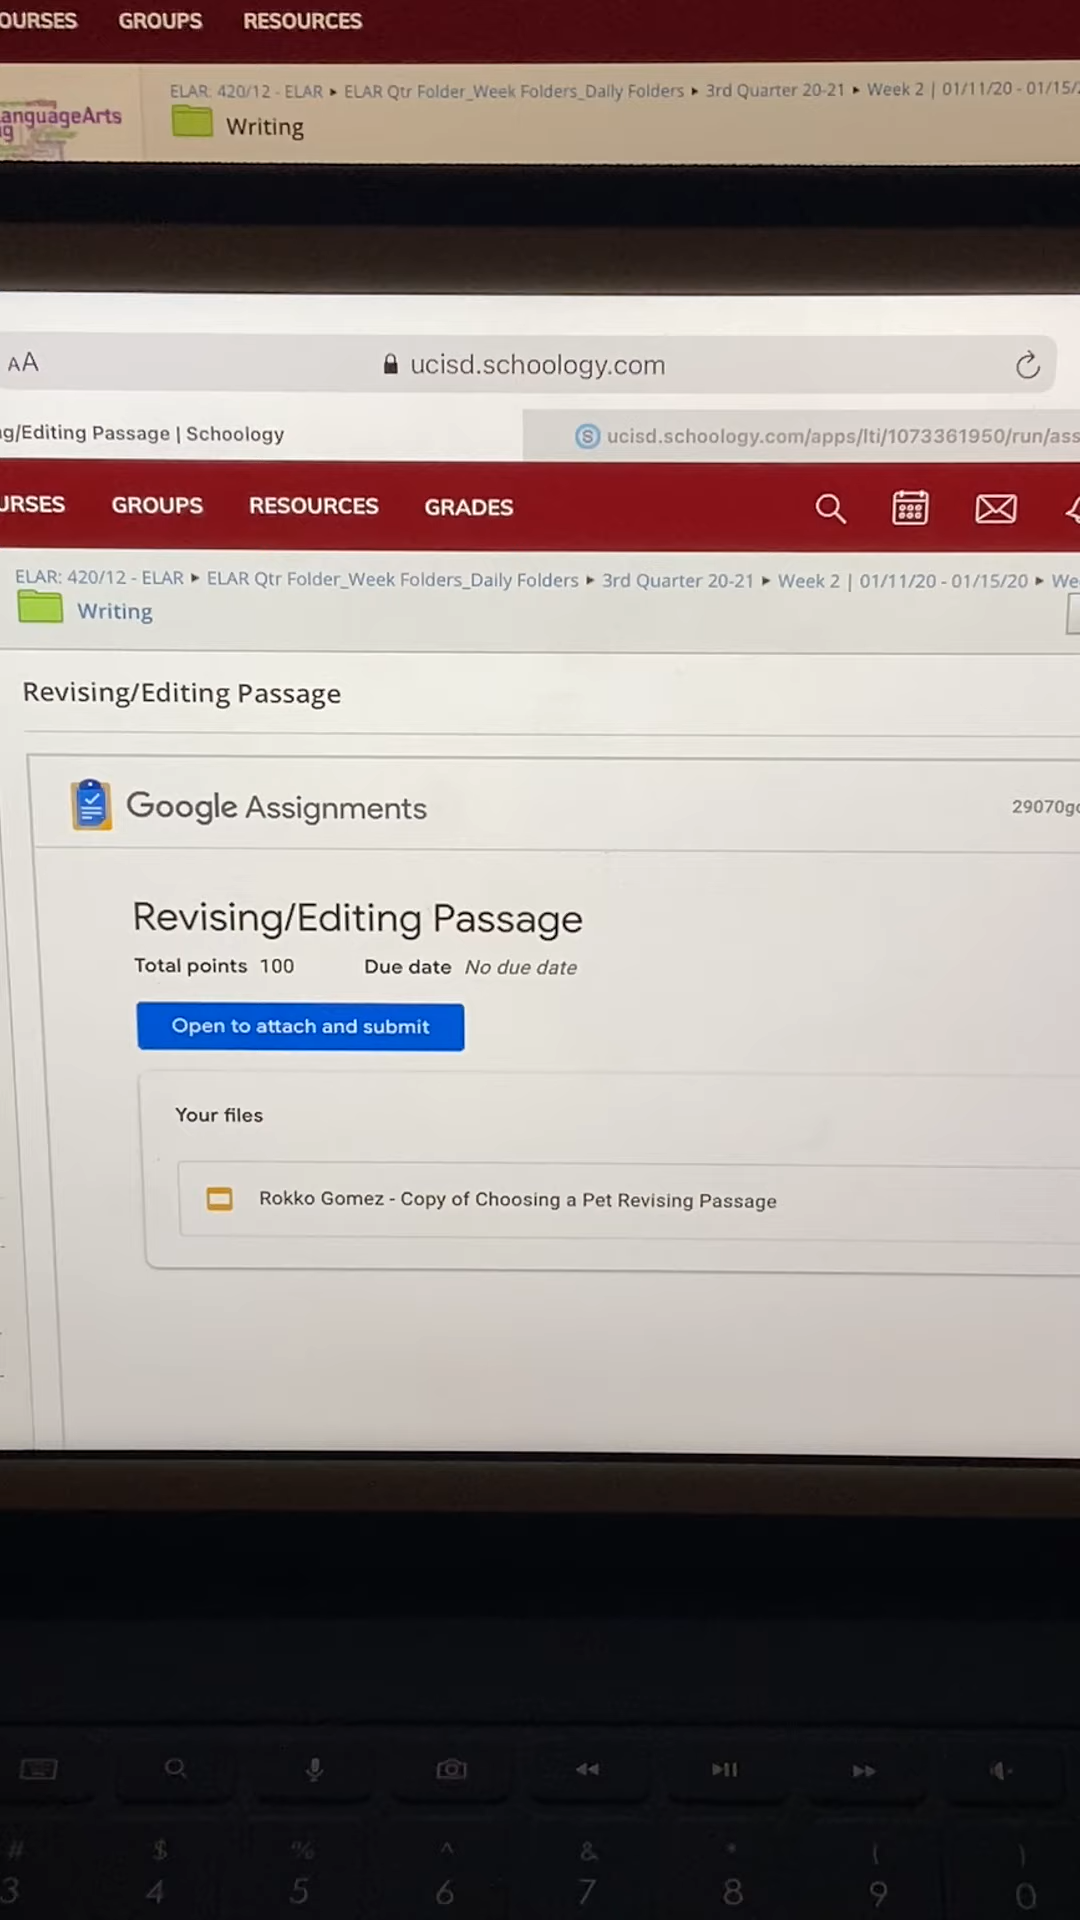 OURSES GROUPS RESOURCES
ELAR: 420/12 - ELAR ▸ ELAR Qtr Folder_Week Folders_Daily Folders ▸ 3rd Quarter 20-21 ▸ Week 2 | 01/11/20 - 01/15/
anguageArts
Writing
AA ucisd.schoology.com
g/Editing Passage | Schoology ucisd.schoology.com/apps/lti/1073361950/run/ass
URSES GROUPS RESOURCES GRADES
ELAR: 420/12 - ELAR ▸ ELAR Qtr Folder_Week Folders_Daily Folders ▸ 3rd Quarter 20-21 ▸ Week 2 | 01/11/20 - 01/15/20 ▸ We
Writing
Revising/Editing Passage
Google Assignments 29070g
Revising/Editing Passage
Total points 100 Due date No due date
Open to attach and submit
Your files
Rokko Gomez - Copy of Choosing a Pet Revising Passage
# $ % ^ & * ( )
3 4 5 6 7 8 9 0